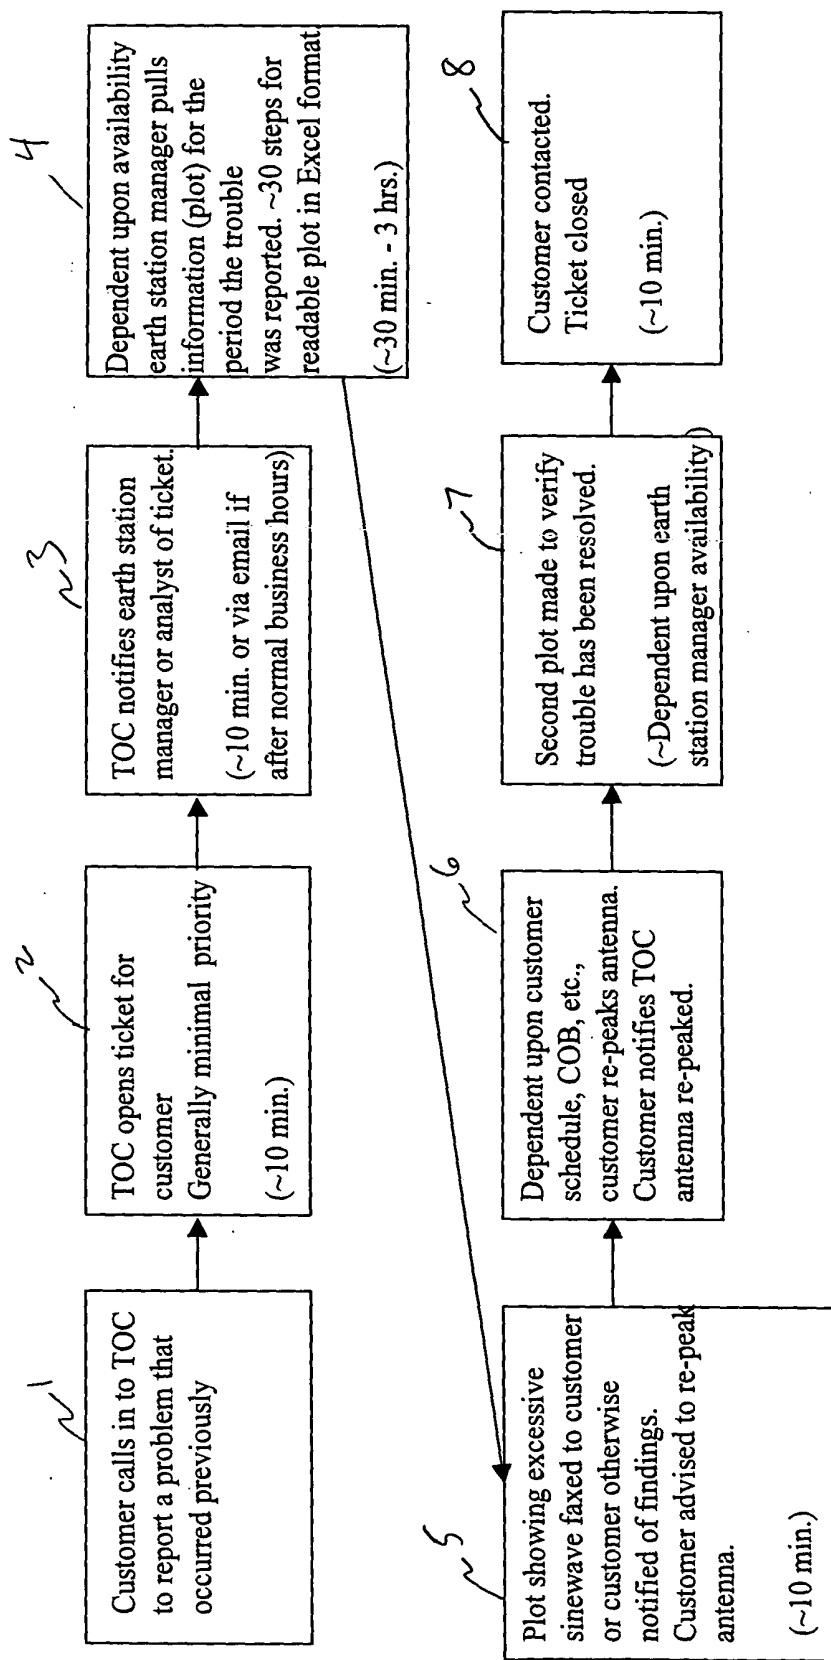 1
Customer calls in to TOC
to report a problem that
occurred previously
2
TOC opens ticket for
customer
Generally minimal priority
(~10 min.)
3
TOC notifies earth station
manager or analyst of ticket.
(~10 min. or via email if
after normal business hours)
4
Dependent upon availability
earth station manager pulls
information (plot) for the
period the trouble
was reported. ~30 steps for
readable plot in Excel format.
(~30 min. - 3 hrs.)
5
Plot showing excessive
sinewave faxed to customer
or customer otherwise
notified of findings.
Customer advised to re-peak
antenna.
(~10 min.)
6
Dependent upon customer
schedule, COB, etc.,
customer re-peaks antenna.
Customer notifies TOC
antenna re-peaked.
7
Second plot made to verify
trouble has been resolved.
(~Dependent upon earth
station manager availability)
8
Customer contacted.
Ticket closed
(~10 min.)